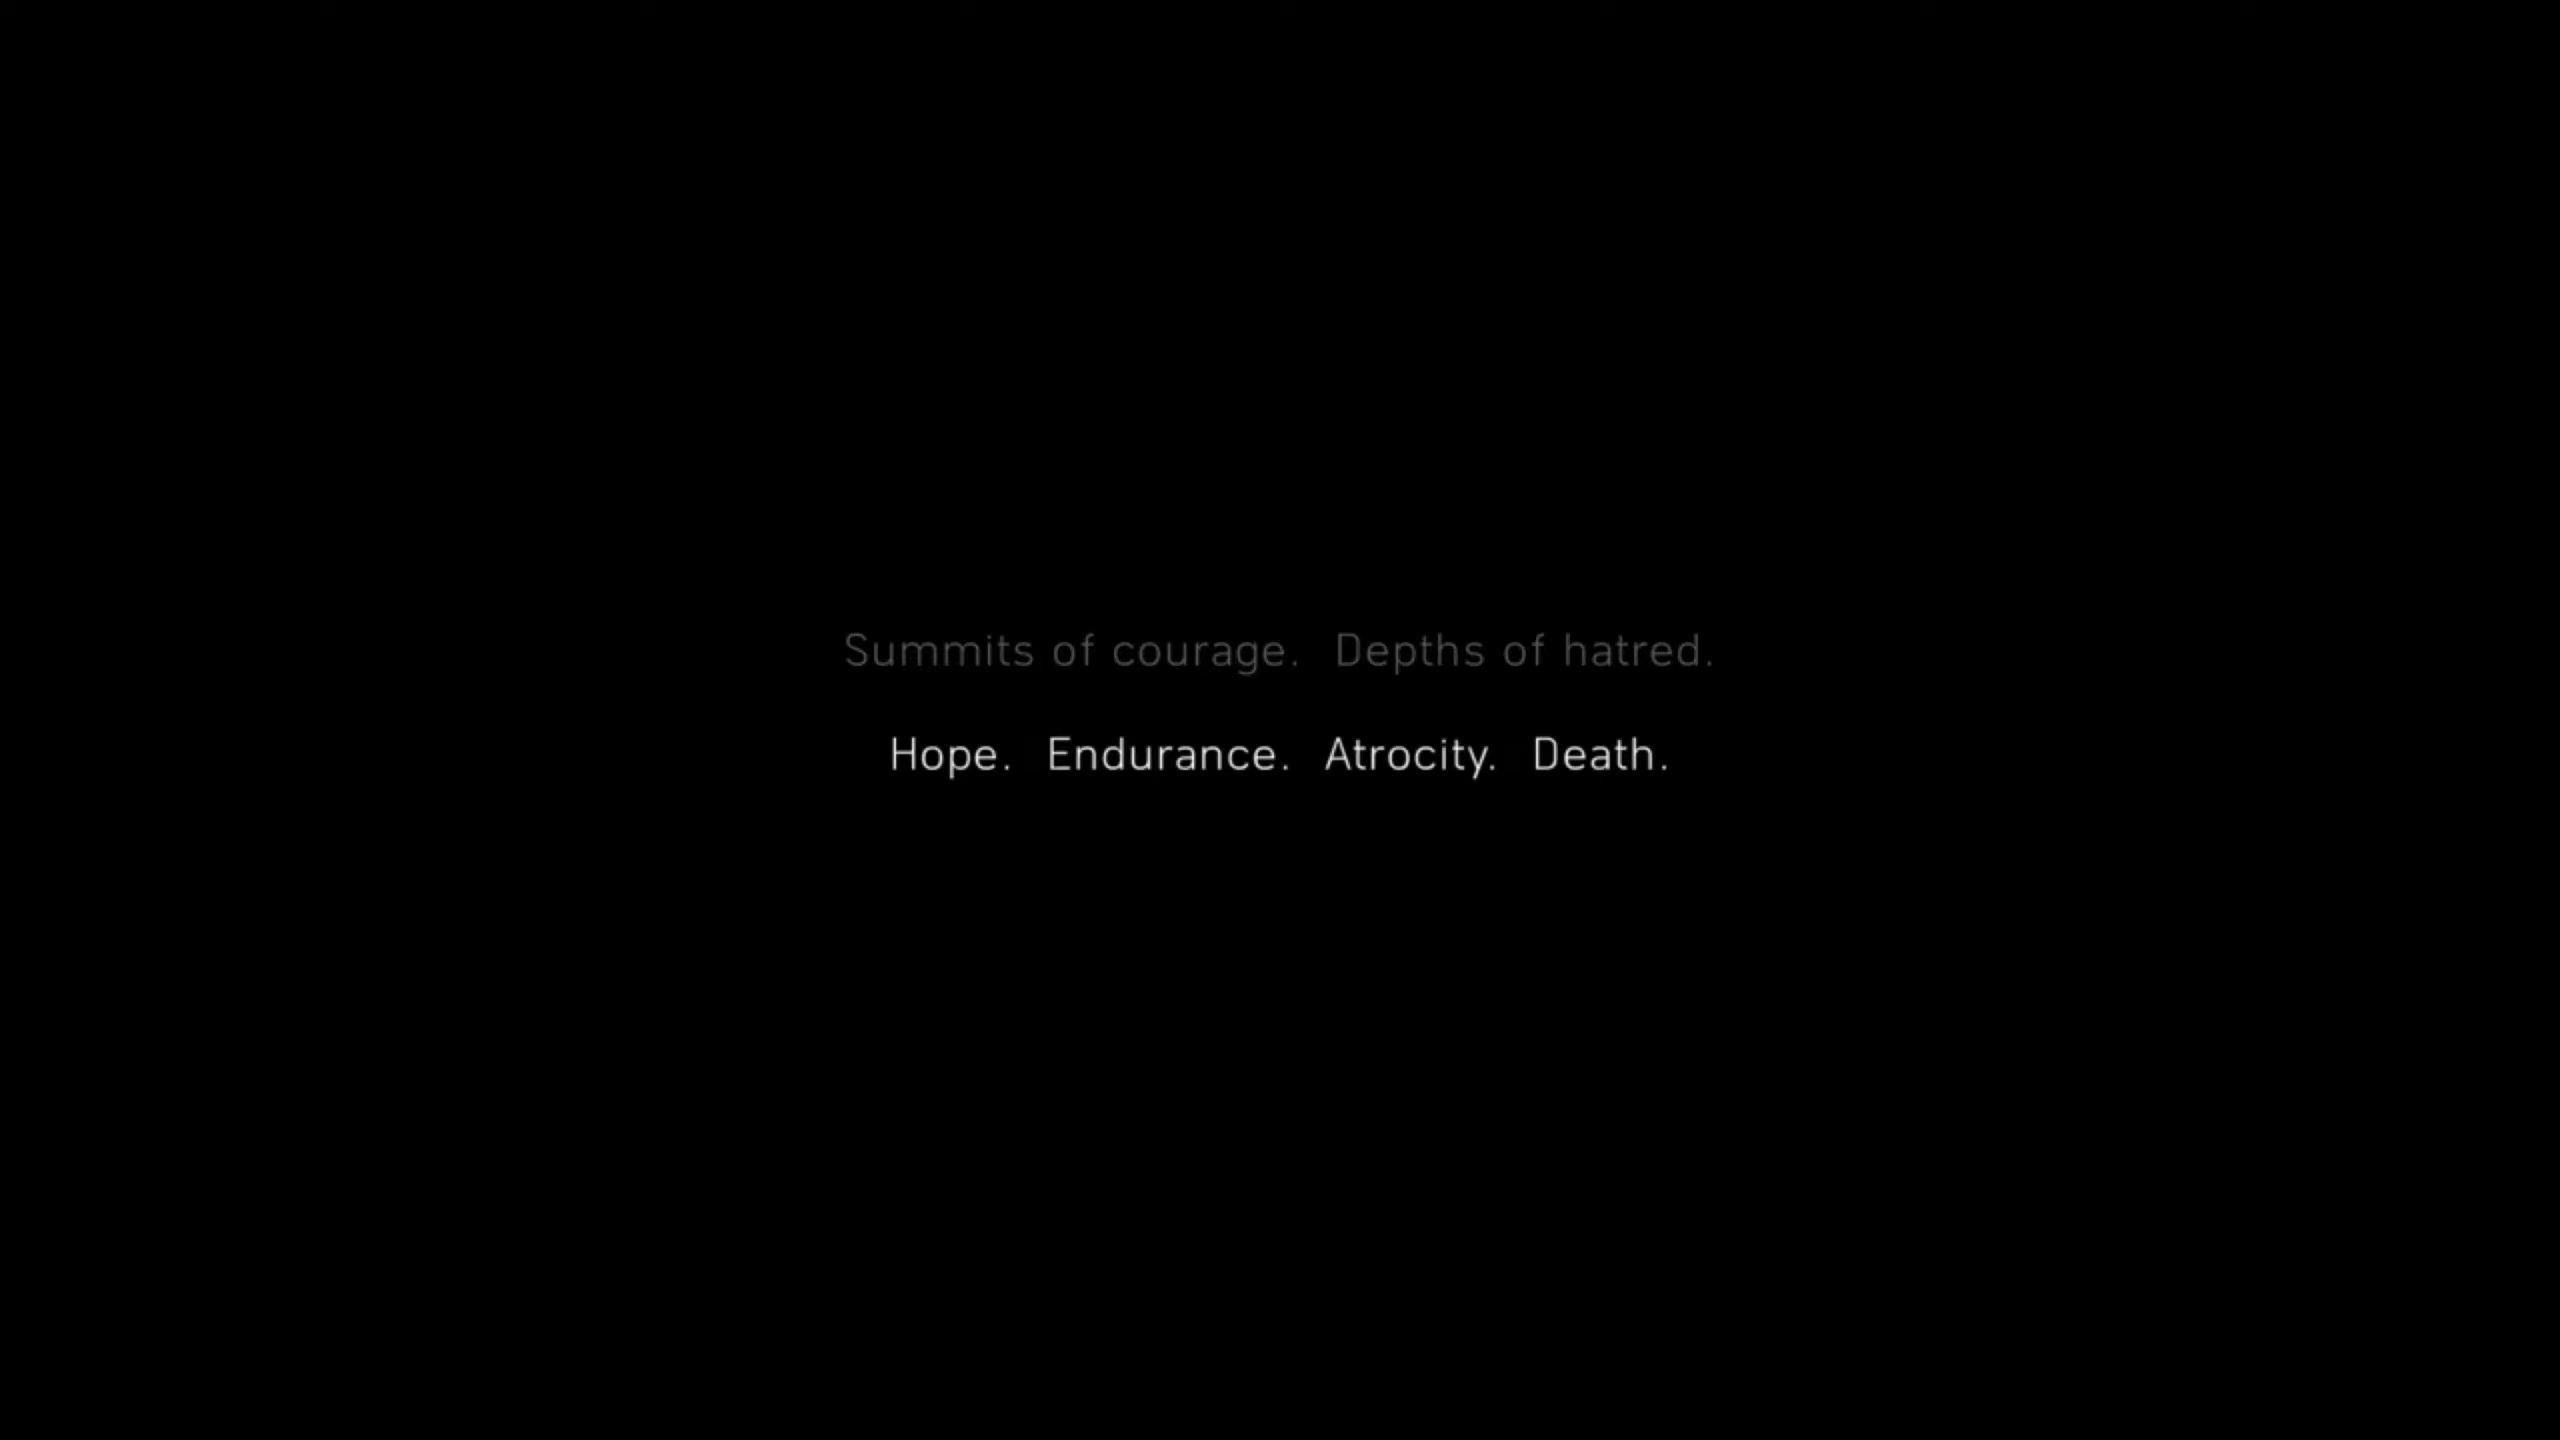 Summits of courage. Depths of hatred.
Hope. Endurance. Atrocity. Death.